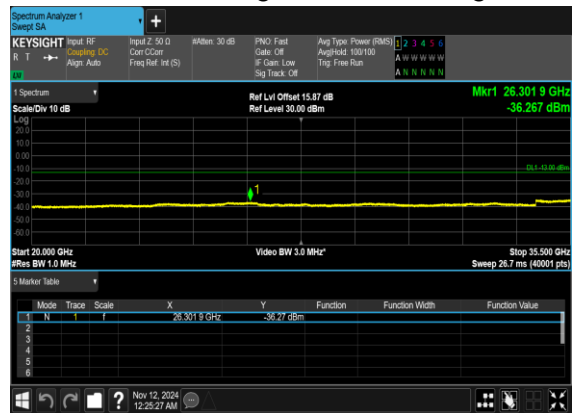 Spectrum Analyzer 1
Swept SA
+
KEYSIGHT Input: RF Input Z: 50 Ω #Atten: 30 dB PNO: Fast Avg Type: Power (RMS) 1 2 3 4 5 6
R T Coupling: DC Corr CCorr Gate: Off Avg|Hold: 100/100 A W W W W W
Align: Auto Freq Ref: Int (S) IF Gain: Low Trig: Free Run
Sig Track: Off A N N N N N
1 Spectrum
Scale/Div 10 dB
Ref Lvl Offset 15.87 dB
Ref Level 30.00 dBm
Mkr1 26.301 9 GHz
-36.267 dBm
Log
20.0
10.0
0.00
-10.0
DL1 -13.00 dBm
-20.0
-30.0
1
-40.0
-50.0
-60.0
Start 20.000 GHz Video BW 3.0 MHz* Stop 35.500 GHz
#Res BW 1.0 MHz Sweep 26.7 ms (40001 pts)
5 Marker Table
Mode Trace Scale X Y Function Function Width Function Value
1 N 1 f 26.301 9 GHz -36.27 dBm
2
3
4
5
6
? Nov 12, 2024
12:25:27 AM